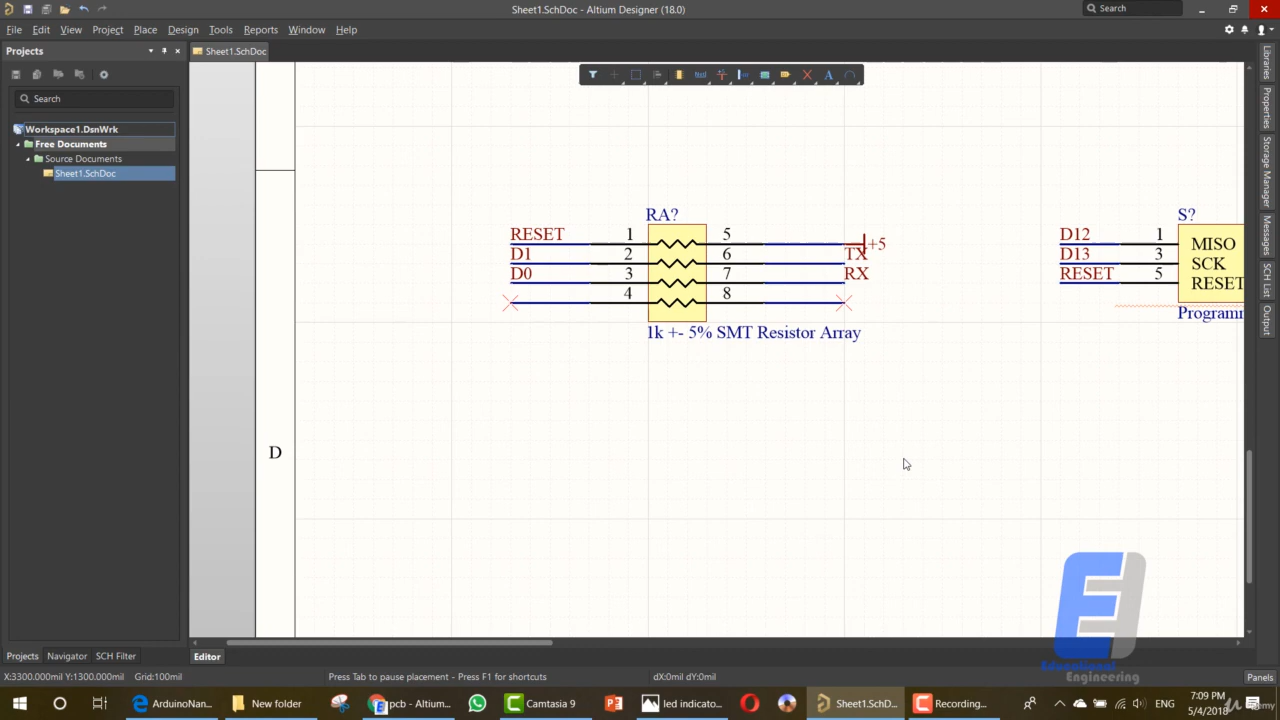 Sheet1.SchDoc - Altium Designer (18.0)
Search
File Edit View Project Place Design Tools Reports Window Help
Projects
Sheet1.SchDoc
Search
Workspace1.DsnWrk
Free Documents
Source Documents
Sheet1.SchDoc
Libraries
Properties
Storage Manager
Messages
SCH List
Output
RA?
RESET 1 5 +5
D1 2 6 TX
D0 3 7 RX
4 8
1k +- 5% SMT Resistor Array
S?
D12 1 MISO
D13 3 SCK
RESET 5 RESET
Programm
D
Educational
Engineering
Projects Navigator SCH Filter
Editor
X:3300.000mil Y:1300.000mil Grid:100mil
Press Tab to pause placement - Press F1 for shortcuts
dX:0mil dY:0mil
Panels
ArduinoNan...
New folder
pcb - Altium...
Camtasia 9
led indicato...
Sheet1.SchD...
Recording...
ENG
7:09 PM
5/4/2018